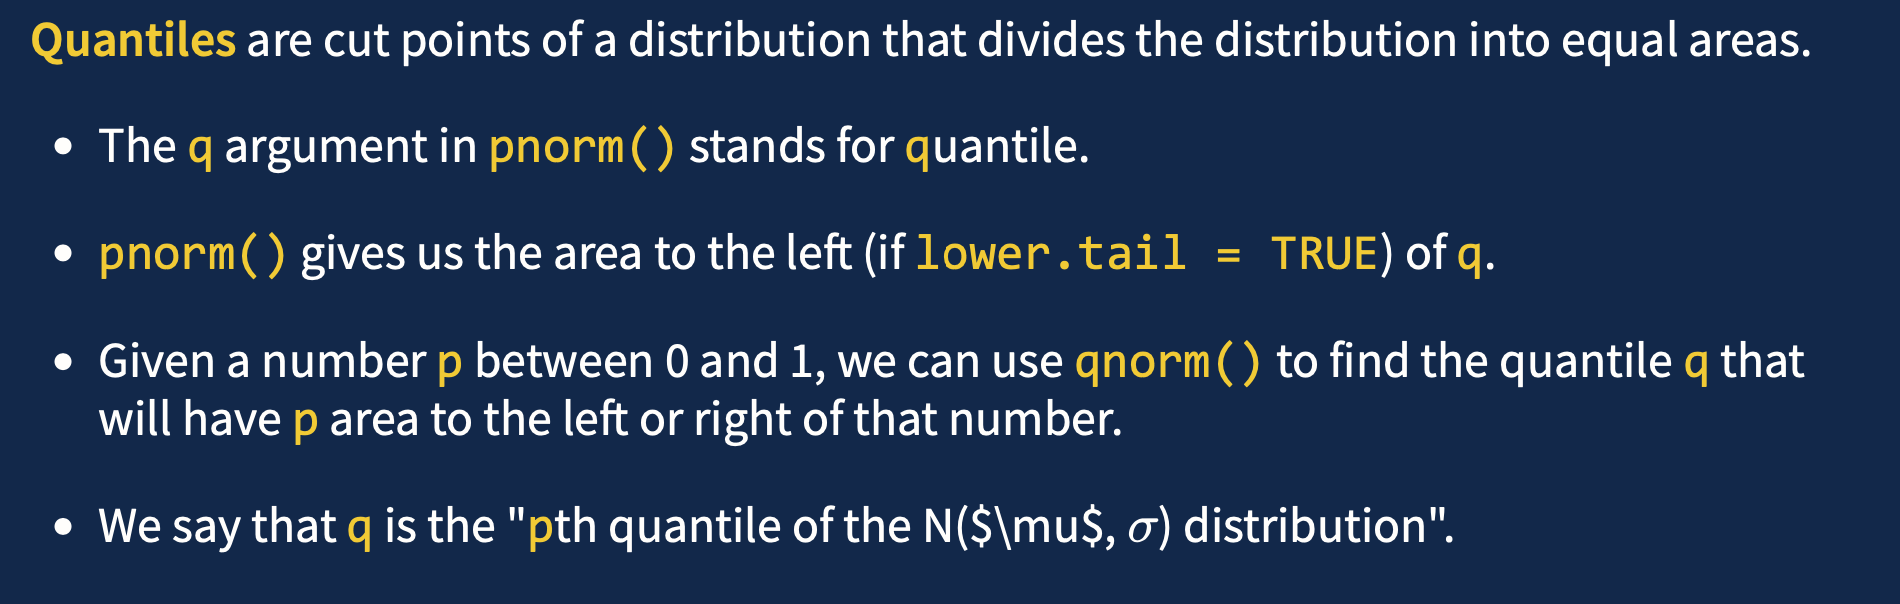 Quantiles are cut points of a distribution that divides the distribution into equal areas.
• The q argument in pnorm() stands for quantile.
• pnorm() gives us the area to the left (if lower.tail = TRUE) of q.
• Given a number p between 0 and 1, we can use qnorm() to find the quantile q that
will have p area to the left or right of that number.
• We say that q is the "pth quantile of the N($\mu$, σ) distribution".